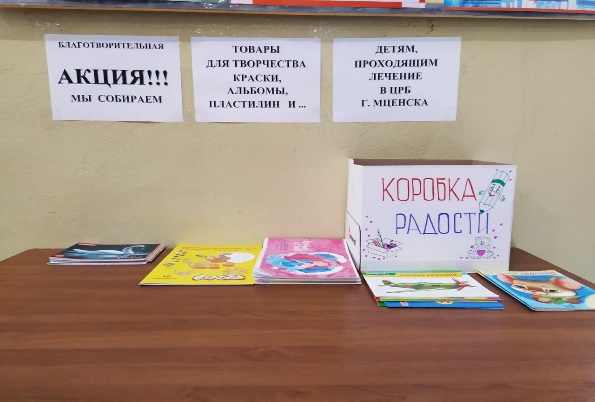 БЛАГОТВОРИТЕЛЬНАЯ
АКЦИЯ!!!
МЫ СОБИРАЕМ
ТОВАРЫ
ДЛЯ ТВОРЧЕСТВА
КРАСКИ,
АЛЬБОМЫ,
ПЛАСТИЛИН И ...
ДЕТЯМ,
ПРОХОДЯЩИМ
ЛЕЧЕНИЕ
В ЦРБ
Г. МЦЕНСКА
КОРОБКА
РАДОСТИ